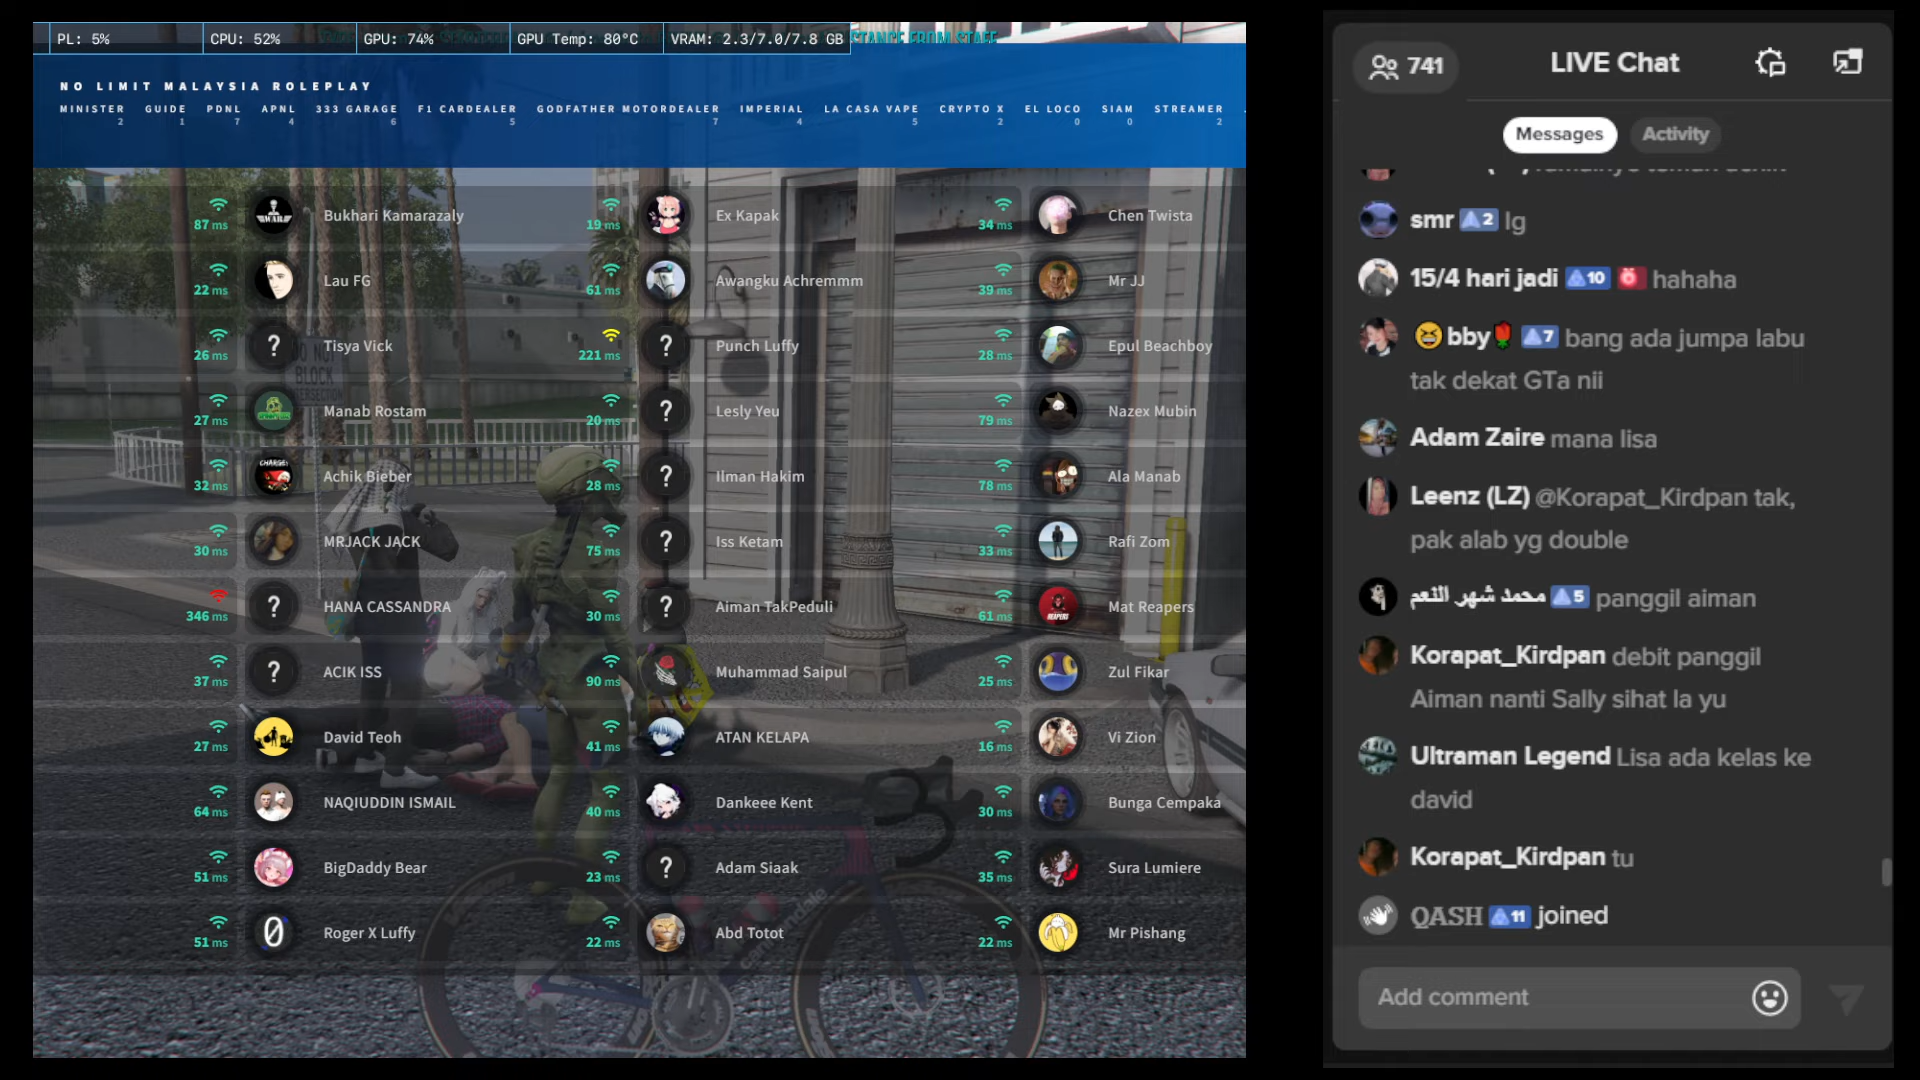 PL: 5% CPU: 52% GPU: 74% GPU Temp: 80°C VRAM: 2.3/7.0/7.8 GB STANCE FROM STAFF
NO LIMIT MALAYSIA ROLEPLAY
MINISTER GUIDE PDNL APNL 333 GARAGE F1 CARDEALER GODFATHER MOTORDEALER IMPERIAL LA CASA VAPE CRYPTO X EL LOCO SIAM STREAMER
2 1 7 4 6 5 7 4 5 2 0 0 2
87 ms Bukhari Kamarazaly 19 ms Ex Kapak 34 ms Chen Twista
22 ms Lau FG 61 ms Awangku Achremmm 39 ms Mr JJ
26 ms ? Tisya Vick 221 ms ? Punch Luffy 28 ms Epul Beachboy
DO NOT
BLOCK
27 ms Manab Rostam 20 ms ? Lesly Yeu 79 ms Nazex Mubin
32 ms Achik Bieber 28 ms ? Ilman Hakim 78 ms Ala Manab
30 ms MRJACK JACK 75 ms ? Iss Ketam 33 ms Rafi Zom
346 ms ? HANA CASSANDRA 30 ms ? Aiman TakPeduli 61 ms REAPERS Mat Reapers
37 ms ? ACIK ISS 90 ms Muhammad Saipul 25 ms Zul Fikar
27 ms David Teoh 41 ms ATAN KELAPA 16 ms Vi Zion
64 ms NAQIUDDIN ISMAIL 40 ms Dankeee Kent 30 ms Bunga Cempaka
51 ms BigDaddy Bear 23 ms ? Adam Siaak 35 ms Sura Lumiere
51 ms 0 Roger X Luffy 22 ms Abd Totot 22 ms Mr Pishang
cannondale
741 LIVE Chat
Messages Activity
smr 2 lg
15/4 hari jadi 10 hahaha
😆bby🌹 7 bang ada jumpa labu
tak dekat GTa nii
Adam Zaire mana lisa
Leenz (LZ) @Korapat_Kirdpan tak,
pak alab yg double
محمد شهر النعم 5 panggil aiman
Korapat_Kirdpan debit panggil
Aiman nanti Sally sihat la yu
Ultraman Legend Lisa ada kelas ke
david
Korapat_Kirdpan tu
QASH 11 joined
Add comment